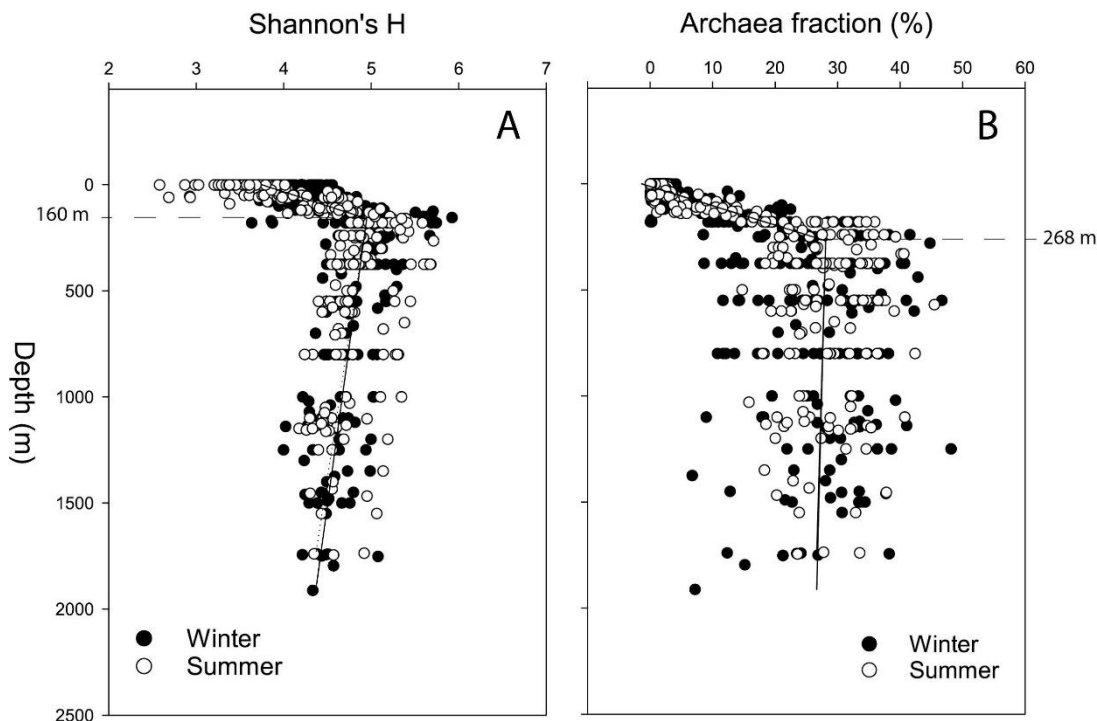 Shannon's H
Archaea fraction (%)
2 3 4 5 6 7
0 10 20 30 40 50 60
A
B
0
160 m
268 m
500
Depth (m)
1000
1500
2000
2500
Winter
Summer
Winter
Summer